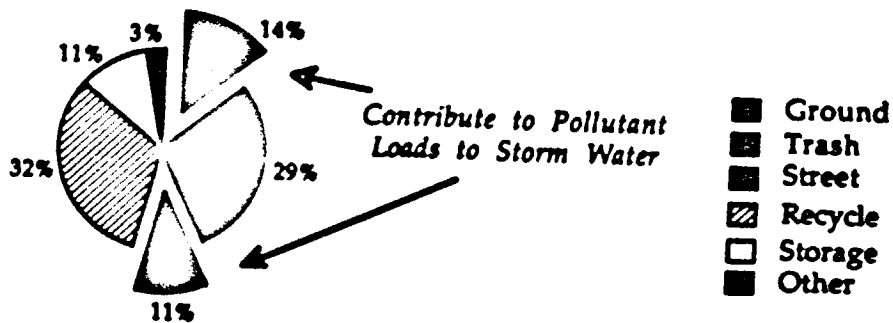 3%
14%
11%
Contribute to Pollutant
Loads to Storm Water
32%
29%
11%
Ground
Trash
Street
Recycle
Storage
Other